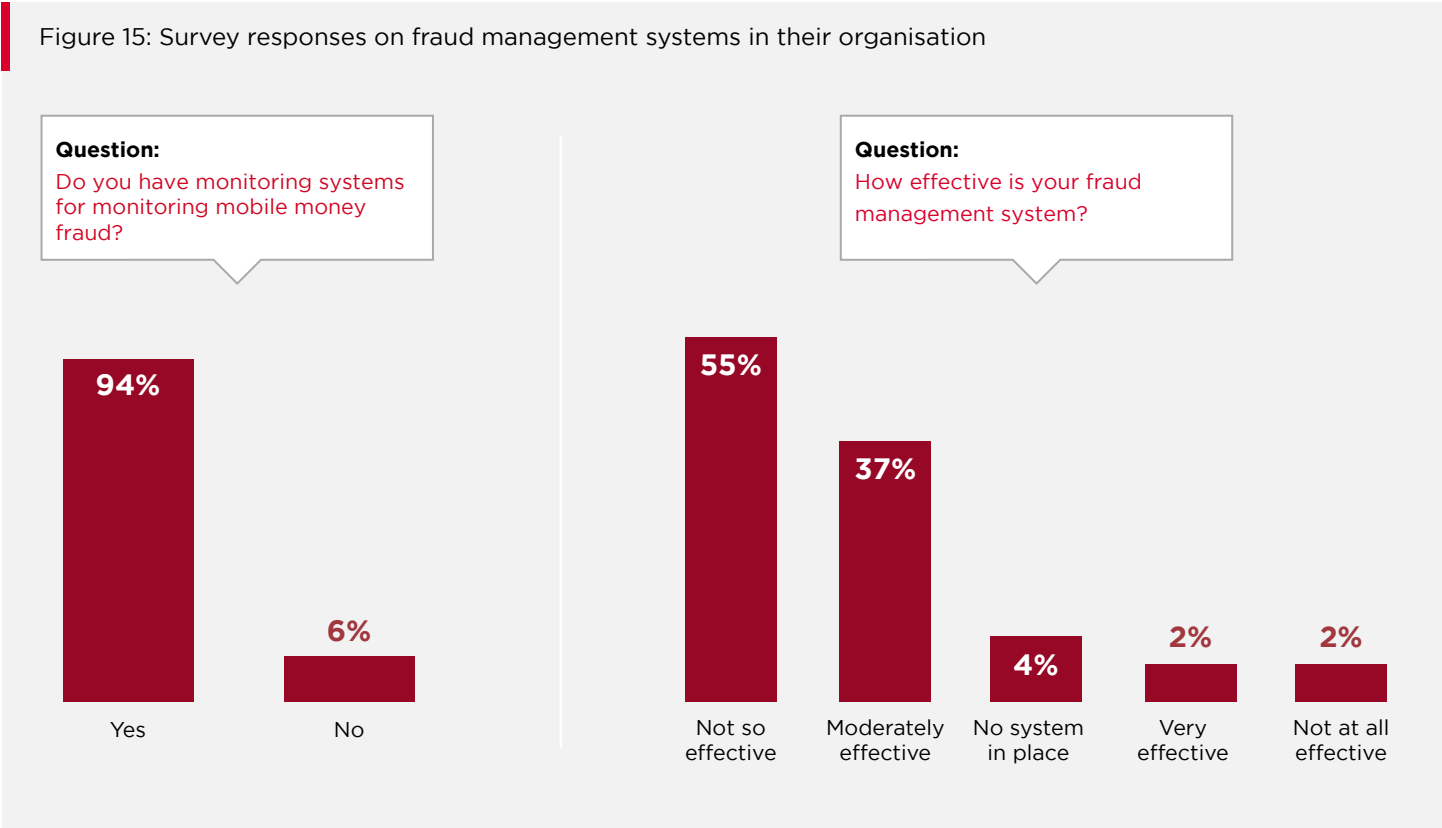 Figure 15: Survey responses on fraud management systems in their organisation
Question:
Do you have monitoring systems
for monitoring mobile money
fraud?
94%
6%
Yes
No
Question:
How effective is your fraud
management system?
55%
37%
4%
2%
2%
Not so
effective
Moderately
effective
No system
in place
Very
effective
Not at all
effective